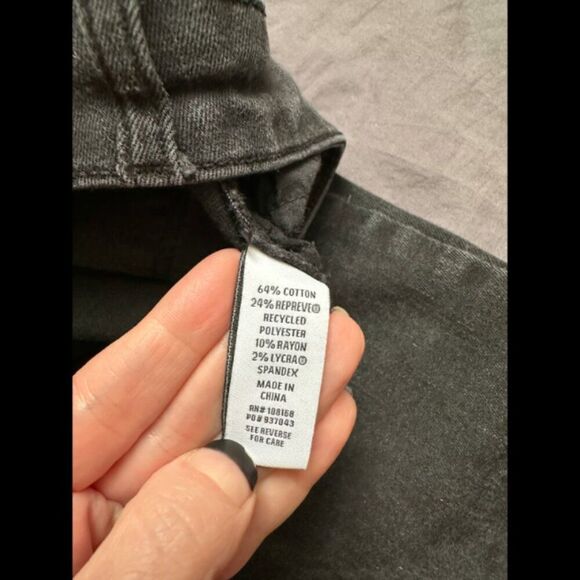 64% COTTON
24% REPREVE®
RECYCLED
POLYESTER
10% RAYON
2% LYCRA®
SPANDEX
MADE IN
CHINA
RN# 108168
PO# 937043
SEE REVERSE
FOR CARE